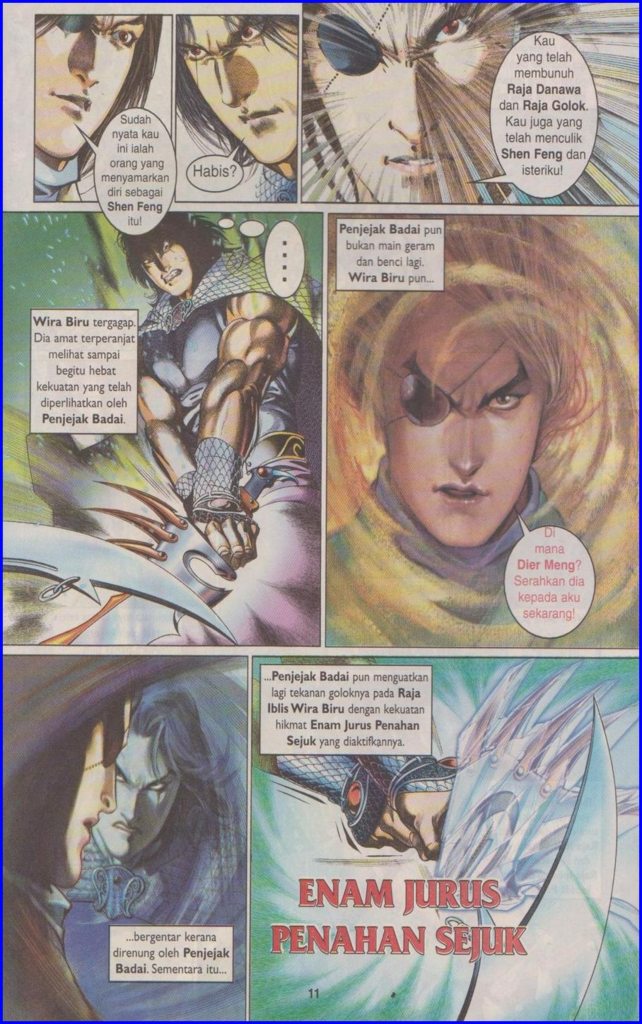 Sudah
nyata kau
ini ialah
orang yang
menyamarkan
diri sebagai
Shen Feng
itu!
Habis?
Kau
yang telah
membunuh
Raja Danawa
dan Raja Golok.
Kau juga yang
telah menculik
Shen Feng dan
isteriku!
....
Wira Biru tergagap.
Dia amat terperanjat
melihat sampai
begitu hebat
kekuatan yang telah
diperlihatkan oleh
Penjejak Badai.
Penjejak Badai pun
bukan main geram
dan benci lagi.
Wira Biru pun...
Di
mana
Dier Meng?
Serahkan dia
kepada aku
sekarang!
...bergentar kerana
direnung oleh Penjejak
Badai. Sementara itu...
...Penjejak Badai pun menguatkan
lagi tekanan goloknya pada Raja
Iblis Wira Biru dengan kekuatan
hikmat Enam Jurus Penahan
Sejuk yang diaktifkannya.
ENAM JURUS
PENAHAN SEJUK
11